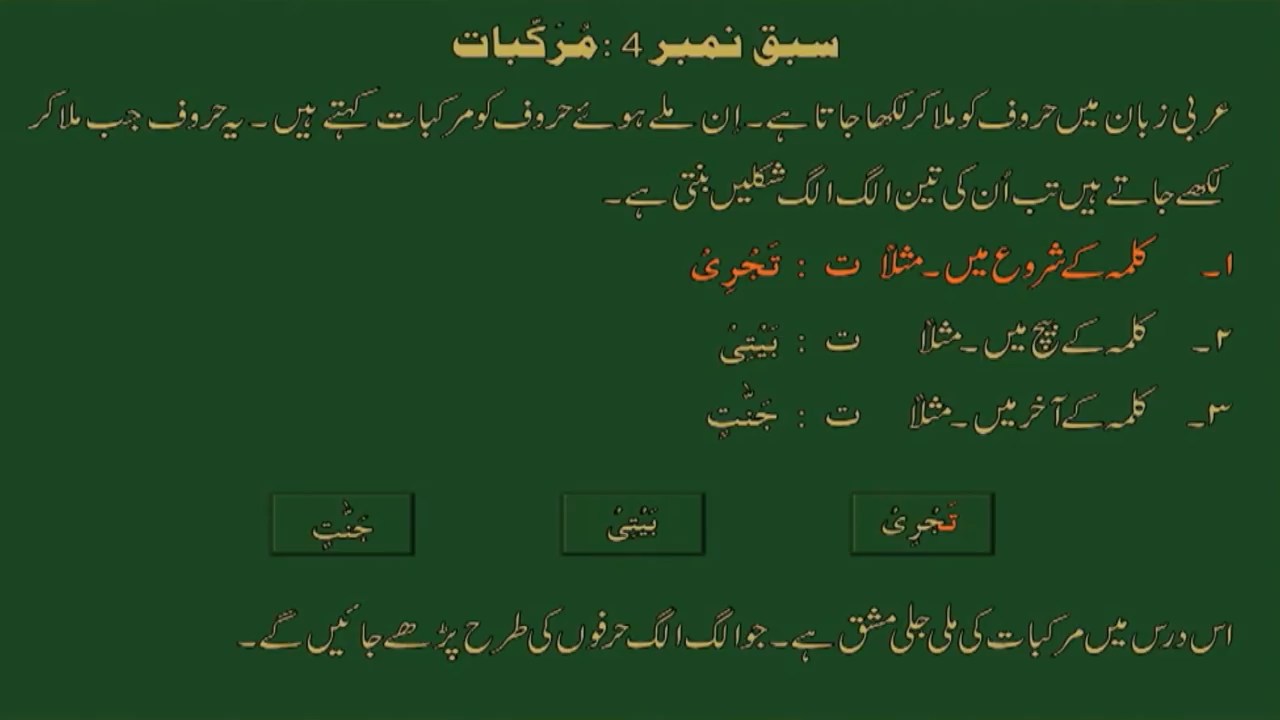 سبق نمبر 4 : مُرَکّبات
عربی زبان میں حروف کو ملا کر لکھا جاتا ہے۔ اِن ملے ہوئے حروف کو مرکبات کہتے ہیں۔ یہ حروف جب ملا کر
لکھے جاتے ہیں تب اُن کی تین الگ الگ شکلیں بنتی ہے۔
۱۔ کلمہ کے شروع میں۔ مثلاً ت : تَجْرِیْ
۲۔ کلمہ کے بیچ میں۔ مثلاً ت : بَیْتِیْ
۳۔ کلمہ کے آخر میں۔ مثلاً ت : جَنّٰتٍ
تَجْرِیْ بَیْتِیْ جَنّٰتٍ
اس درس میں مرکبات کی ملی جلی مشق ہے۔ جو الگ الگ حرفوں کی طرح پڑھے جائیں گے۔